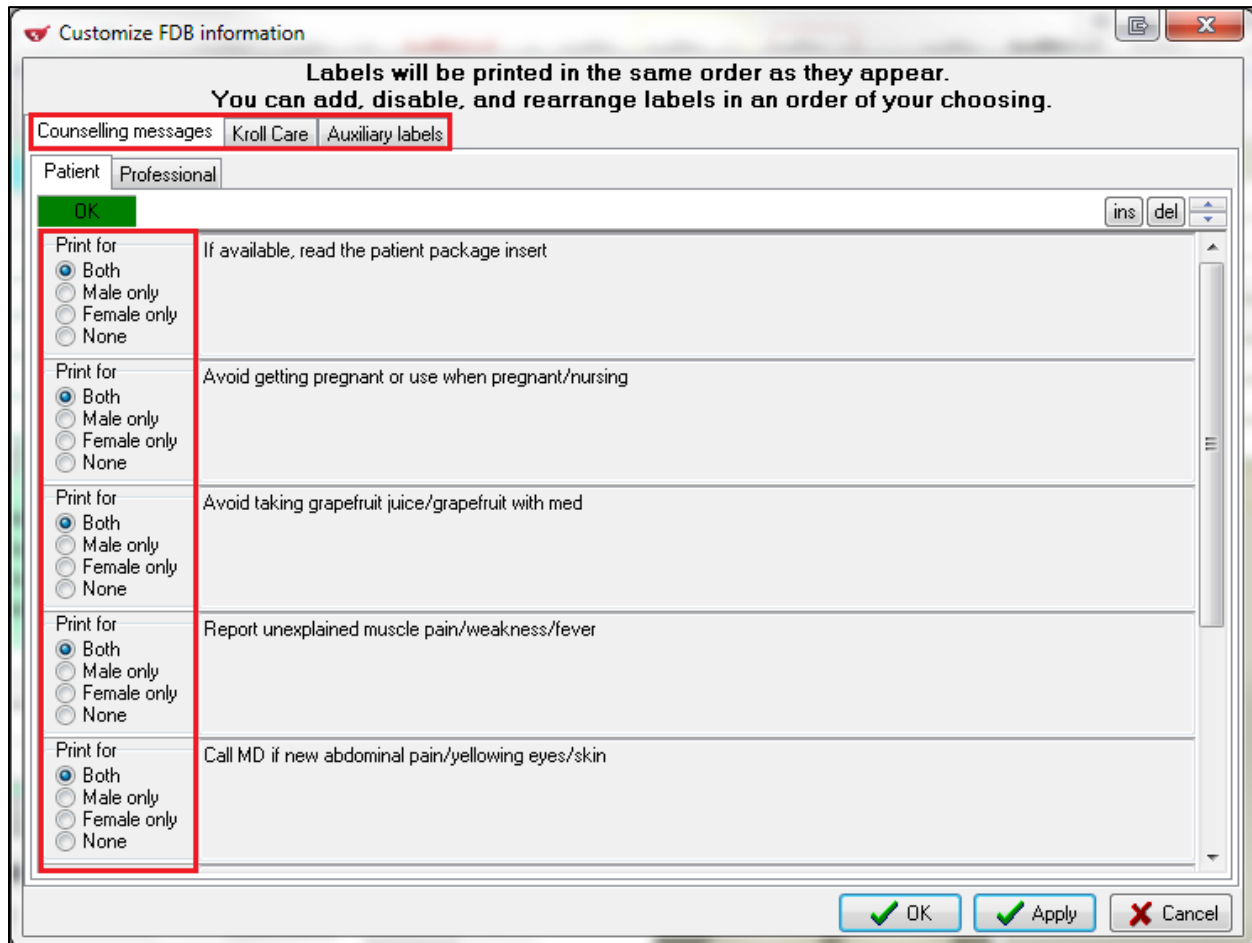 Customize FDB information
Labels will be printed in the same order as they appear.
You can add, disable, and rearrange labels in an order of your choosing.
Counselling messages Kroll Care Auxiliary labels
Patient Professional
OK ins del
Print for
If available, read the patient package insert
Both
Male only
Female only
None
Print for
Avoid getting pregnant or use when pregnant/nursing
Both
Male only
Female only
None
Print for
Avoid taking grapefruit juice/grapefruit with med
Both
Male only
Female only
None
Print for
Report unexplained muscle pain/weakness/fever
Both
Male only
Female only
None
Print for
Call MD if new abdominal pain/yellowing eyes/skin
Both
Male only
Female only
None
OK Apply Cancel